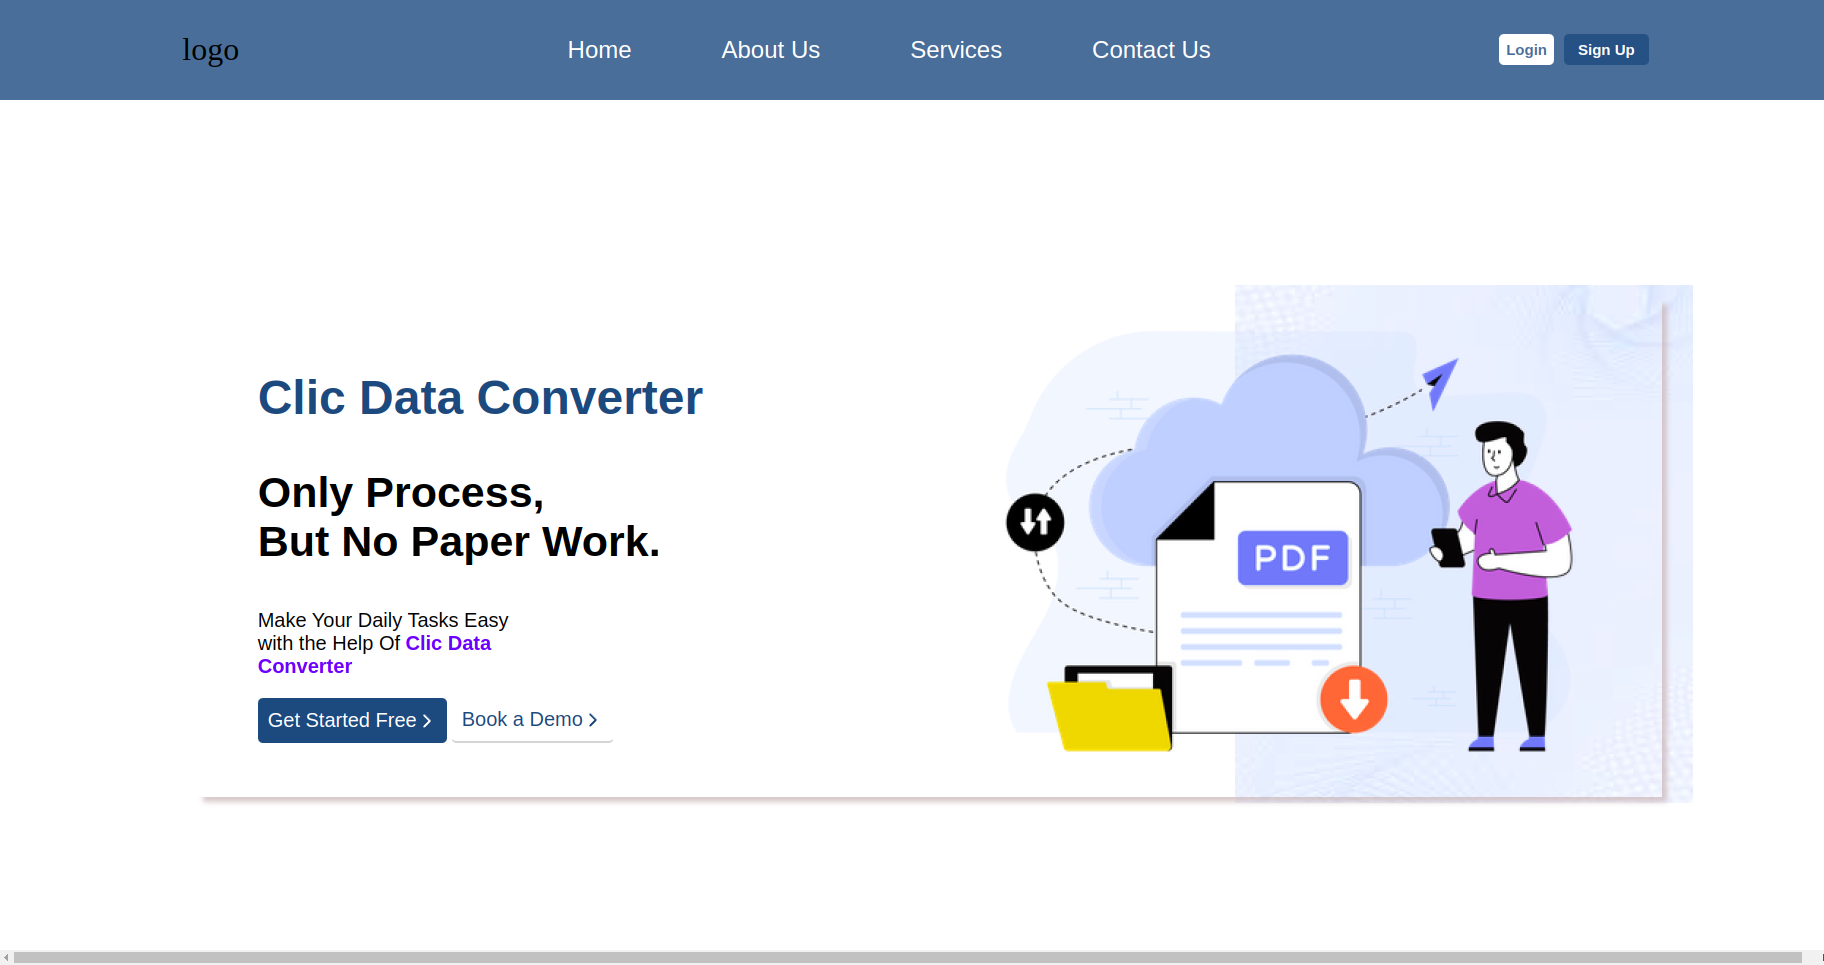 logo
Home
About Us
Services
Contact Us
Login
Sign Up
Clic Data Converter
Only Process,
But No Paper Work.
Make Your Daily Tasks Easy
with the Help Of Clic Data
Converter
Get Started Free
Book a Demo
PDF